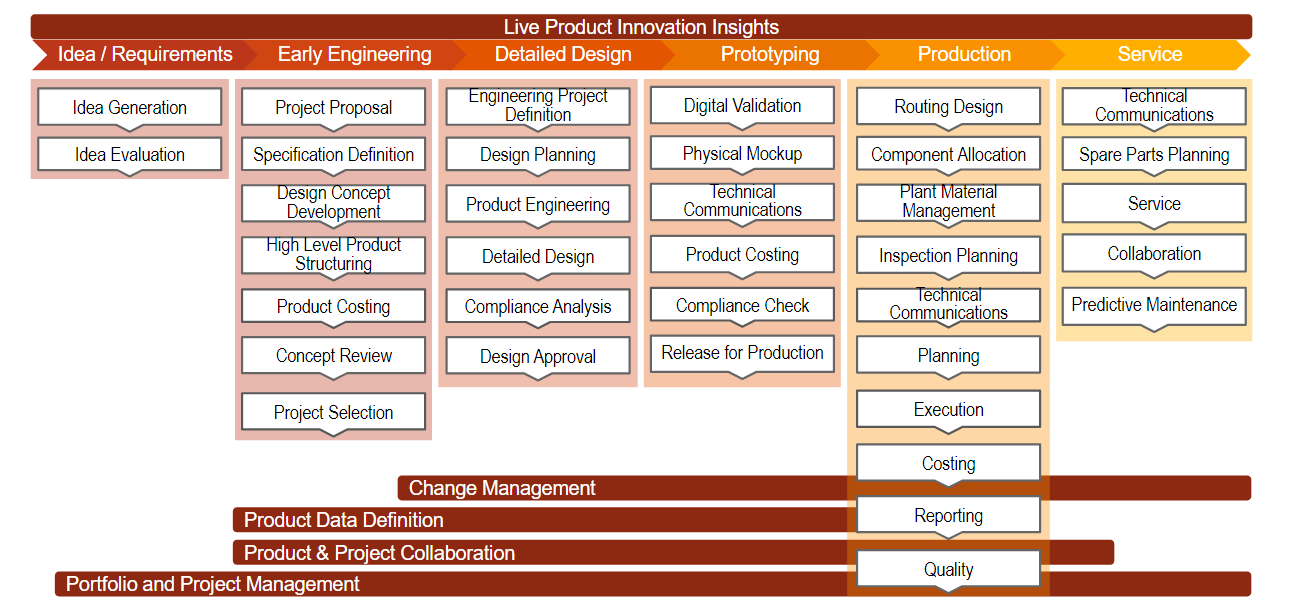 Live Product Innovation Insights
Idea / Requirements
Early Engineering
Detailed Design
Prototyping
Production
Service
Idea Generation
Idea Evaluation
Project Proposal
Specification Definition
Design Concept
Development
High Level Product
Structuring
Product Costing
Concept Review
Project Selection
Engineering Project
Definition
Design Planning
Product Engineering
Detailed Design
Compliance Analysis
Design Approval
Digital Validation
Physical Mockup
Technical
Communications
Product Costing
Compliance Check
Release for Production
Routing Design
Component Allocation
Plant Material
Management
Inspection Planning
Technical
Communications
Planning
Execution
Costing
Reporting
Quality
Technical
Communications
Spare Parts Planning
Service
Collaboration
Predictive Maintenance
Change Management
Product Data Definition
Product & Project Collaboration
Portfolio and Project Management